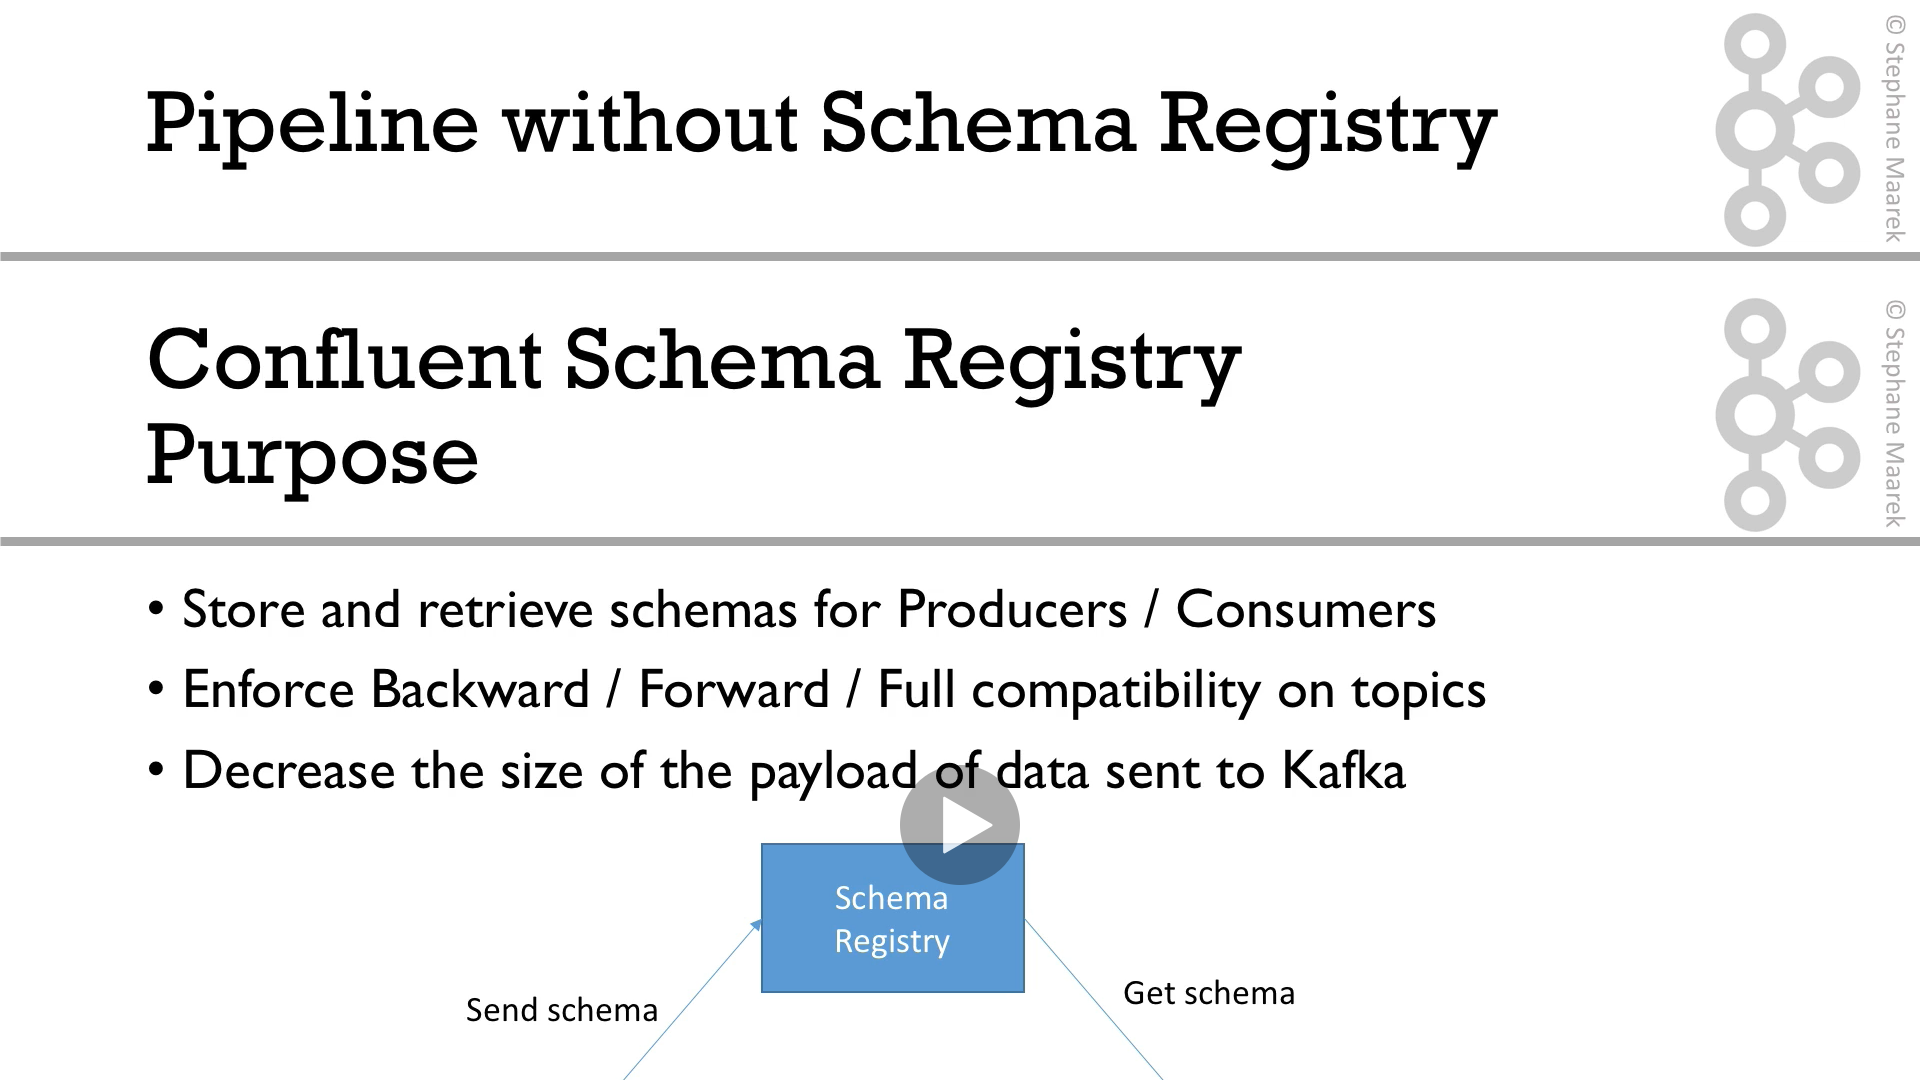 Pipeline without Schema Registry
© Stephane Maarek
Confluent Schema Registry
Purpose
© Stephane Maarek
• Store and retrieve schemas for Producers / Consumers
• Enforce Backward / Forward / Full compatibility on topics
• Decrease the size of the payload of data sent to Kafka
Schema
Registry
Send schema
Get schema